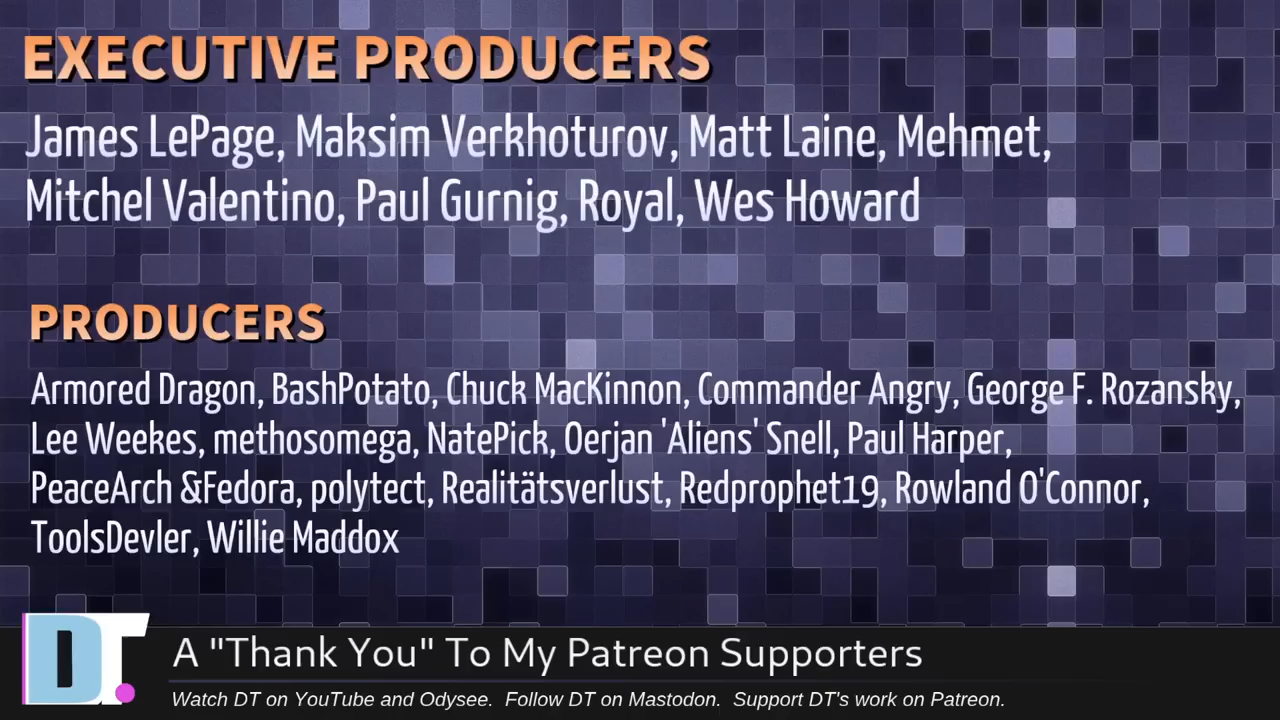 EXECUTIVE PRODUCERS
James LePage, Maksim Verkhoturov, Matt Laine, Mehmet,
Mitchel Valentino, Paul Gurnig, Royal, Wes Howard
PRODUCERS
Armored Dragon, BashPotato, Chuck MacKinnon, Commander Angry, George F. Rozansky,
Lee Weekes, methosomega, NatePick, Oerjan 'Aliens' Snell, Paul Harper,
PeaceArch &Fedora, polytect, Realitätsverlust, Redprophet19, Rowland O'Connor,
ToolsDevler, Willie Maddox
DT.
A "Thank You" To My Patreon Supporters
Watch DT on YouTube and Odysee. Follow DT on Mastodon. Support DT's work on Patreon.